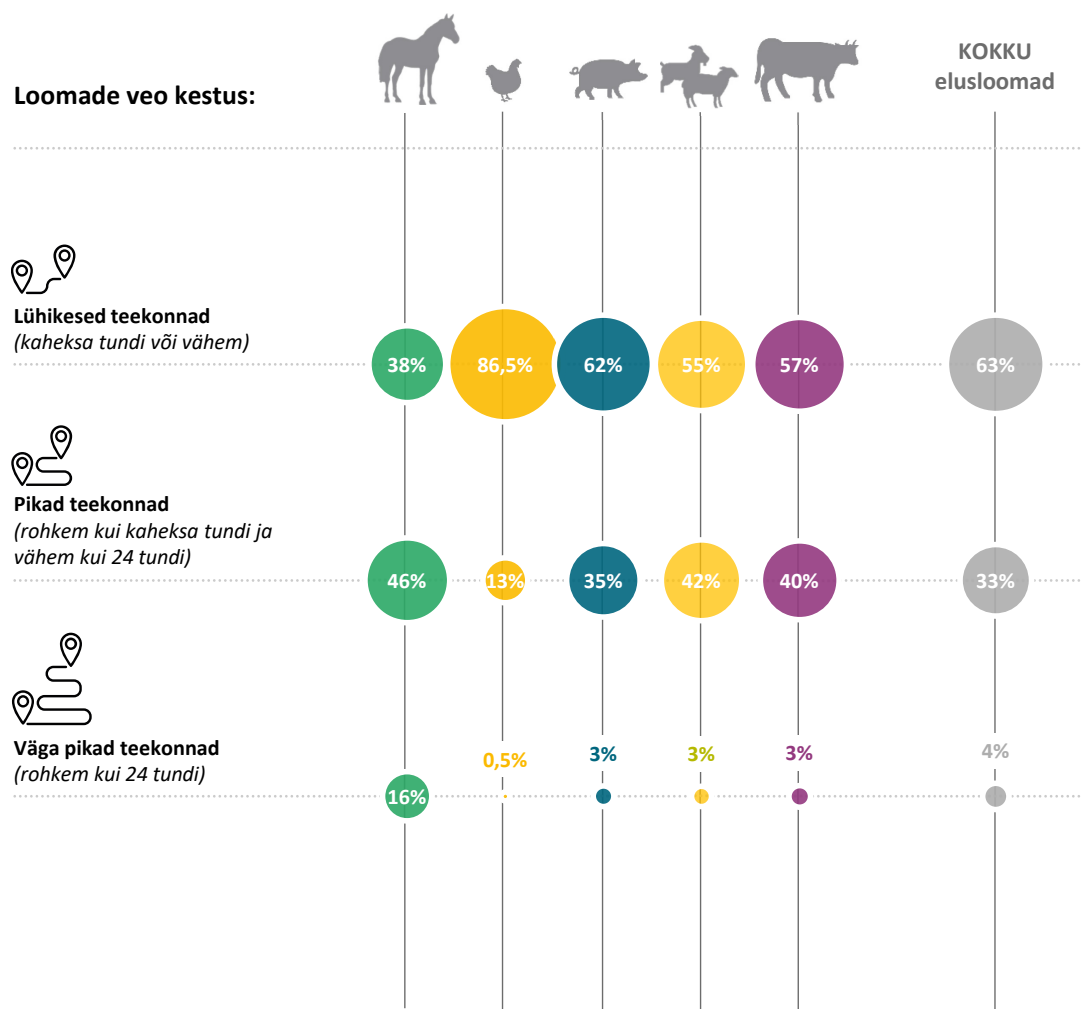 KOKKU
elusloomad
Loomade veo kestus:
Lühikesed teekonnad
(kaheksa tundi või vähem)
38% 86,5% 62% 55% 57% 63%
Pikad teekonnad
(rohkem kui kaheksa tundi ja
vähem kui 24 tundi)
46% 13% 35% 42% 40% 33%
Väga pikad teekonnad
(rohkem kui 24 tundi)
16% 0,5% 3% 3% 3% 4%